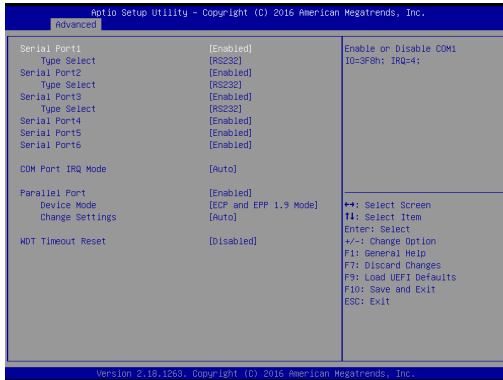 Aptio Setup Utility – Copyright (C) 2016 American Megatrends, Inc.
Advanced
Serial Port1 [Enabled]
Type Select [RS232]
Serial Port2 [Enabled]
Type Select [RS232]
Serial Port3 [Enabled]
Type Select [RS232]
Serial Port4 [Enabled]
Serial Port5 [Enabled]
Serial Port6 [Enabled]
COM Port IRQ Mode [Auto]
Parallel Port [Enabled]
Device Mode [ECP and EPP 1.9 Mode]
Change Settings [Auto]
WDT Timeout Reset [Disabled]
Enable or Disable COM1
IO=3F8h; IRQ=4;
↔: Select Screen
↑↓: Select Item
Enter: Select
+/-: Change Option
F1: General Help
F7: Discard Changes
F9: Load UEFI Defaults
F10: Save and Exit
ESC: Exit
Version 2.18.1263. Copyright (C) 2016 American Megatrends, Inc.